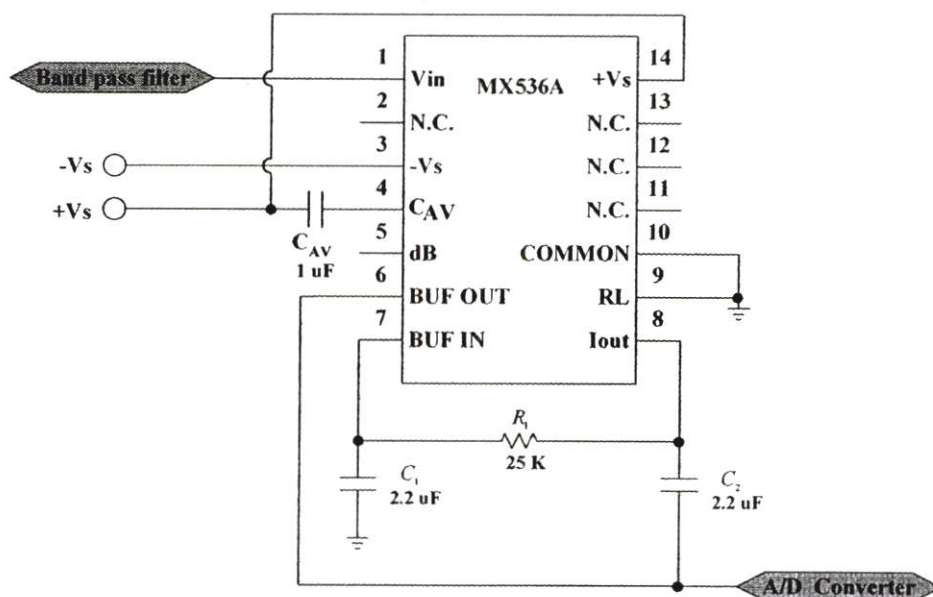 1
14
Band pass filter
Vin
MX536A
+Vs
2
13
N.C.
N.C.
3
12
-Vs
-Vs
N.C.
4
11
+Vs
CAV
N.C.
CAV
1 uF
5
10
dB
COMMON
6
9
BUF OUT
RL
7
8
BUF IN
Iout
R1
25 K
C1
2.2 uF
C2
2.2 uF
A/D Converter